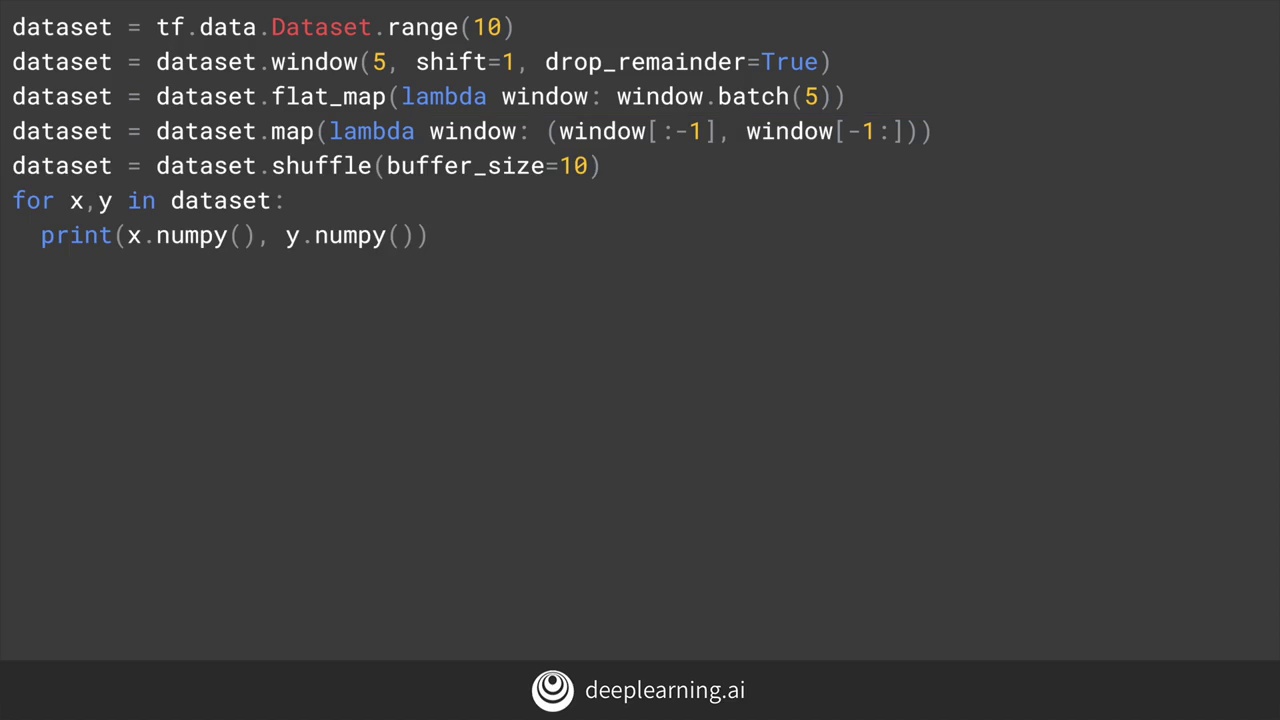 dataset = tf.data.Dataset.range(10)
dataset = dataset.window(5, shift=1, drop_remainder=True)
dataset = dataset.flat_map(lambda window: window.batch(5))
dataset = dataset.map(lambda window: (window[:-1], window[-1:]))
dataset = dataset.shuffle(buffer_size=10)
for x,y in dataset:
  print(x.numpy(), y.numpy())
deeplearning.ai